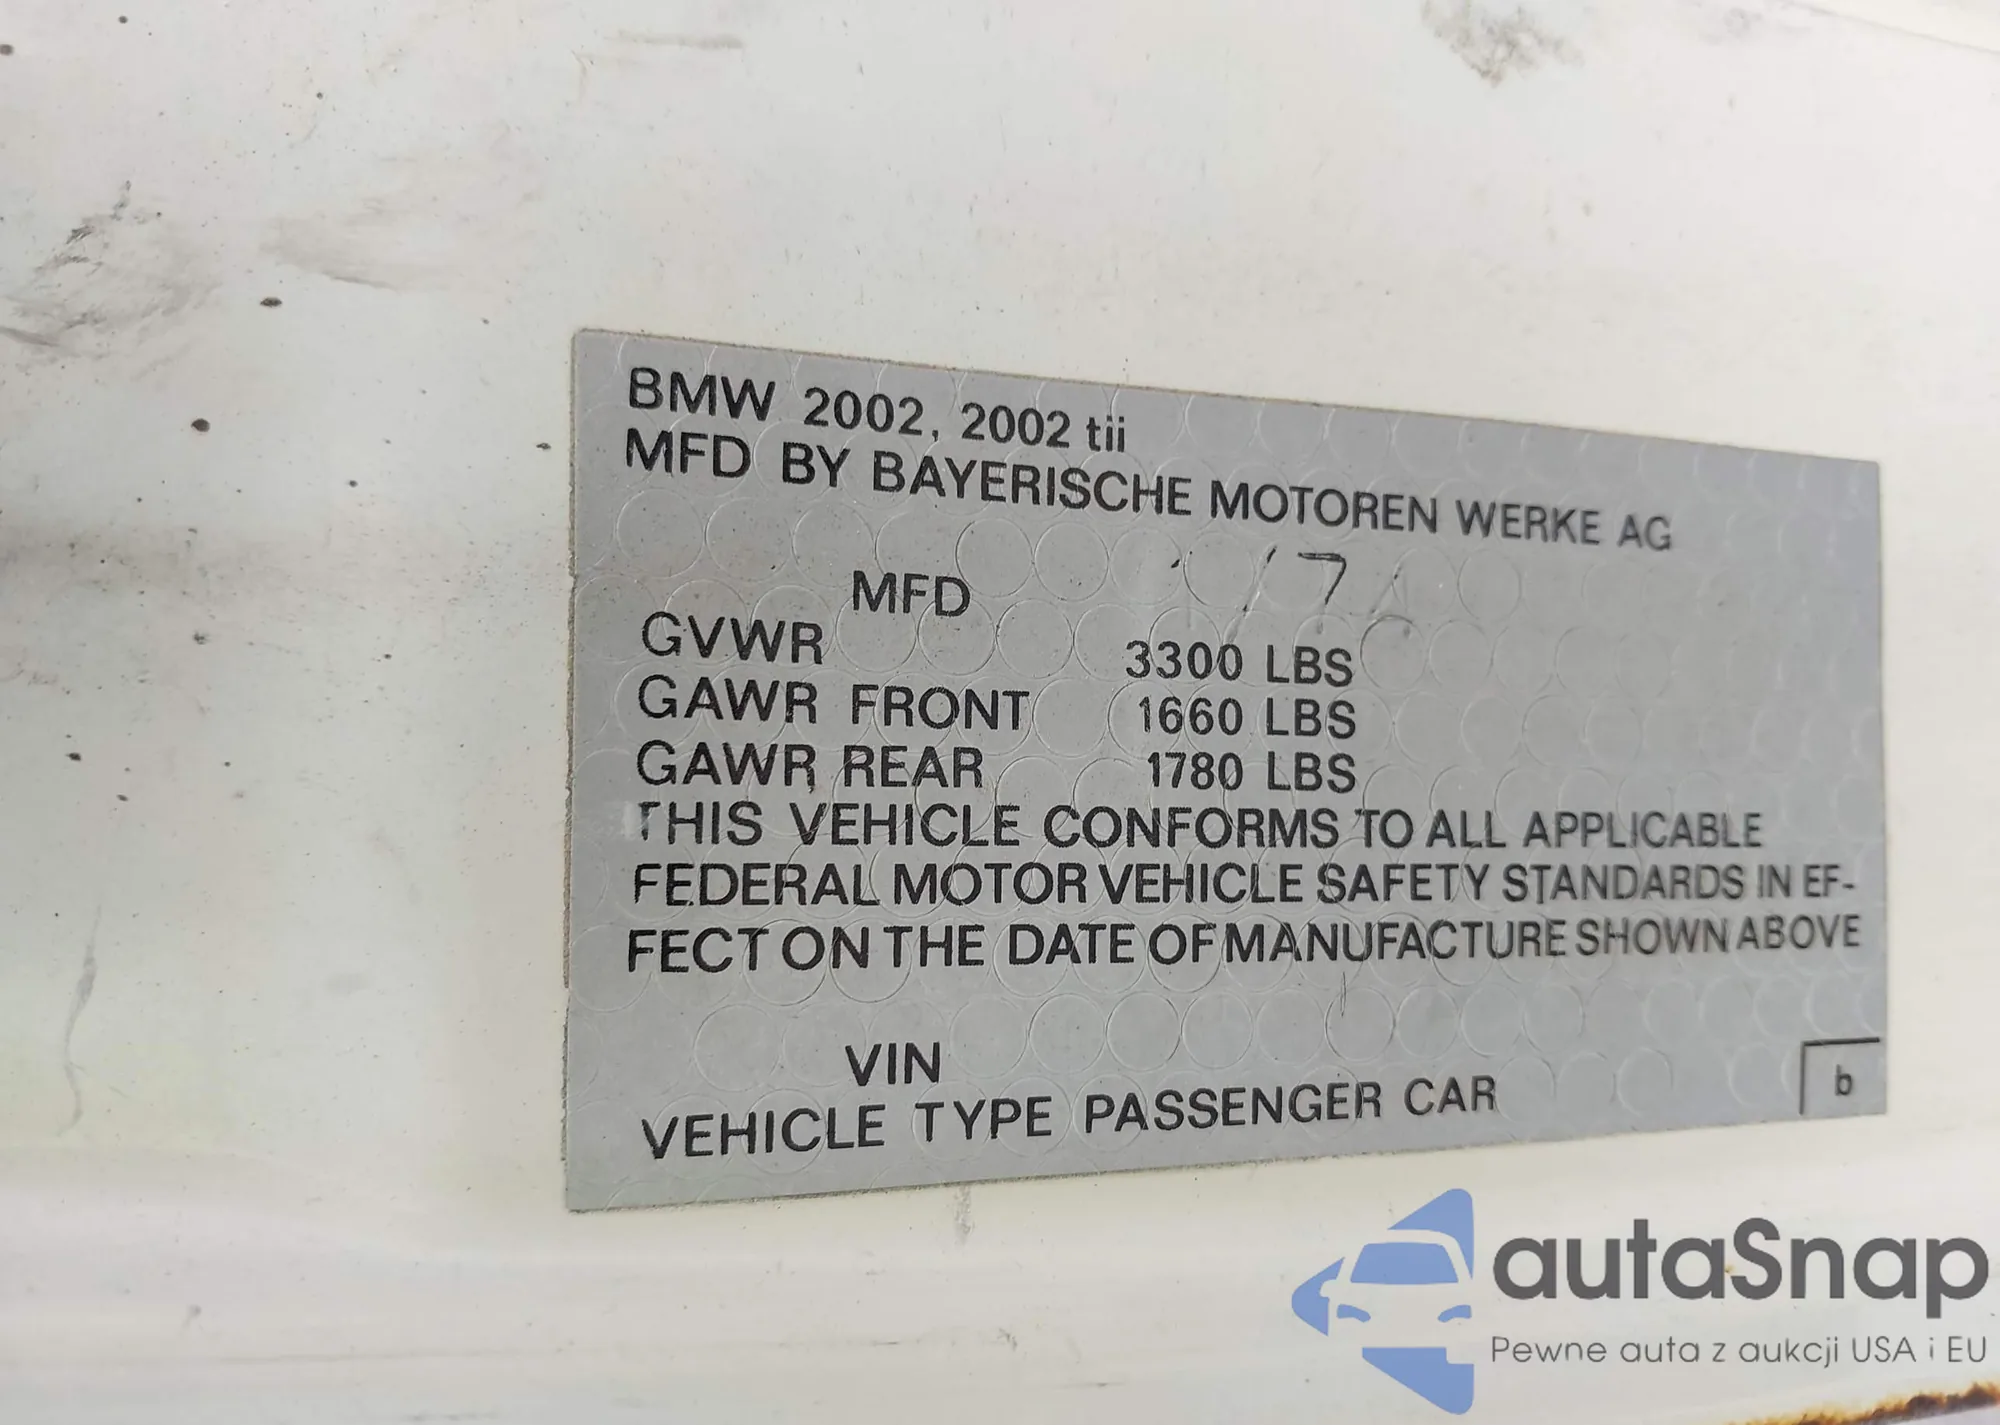 BMW 2002, 2002 tii
MFD BY BAYERISCHE MOTOREN WERKE AG
MFD
GVWR 3300 LBS
GAWR FRONT 1660 LBS
GAWR REAR 1780 LBS
THIS VEHICLE CONFORMS TO ALL APPLICABLE
FEDERAL MOTOR VEHICLE SAFETY STANDARDS IN EF-
FECT ON THE DATE OF MANUFACTURE SHOWN ABOVE
VIN
VEHICLE TYPE PASSENGER CAR
b
autaSnap
Pewne auta z aukcji USA i EU